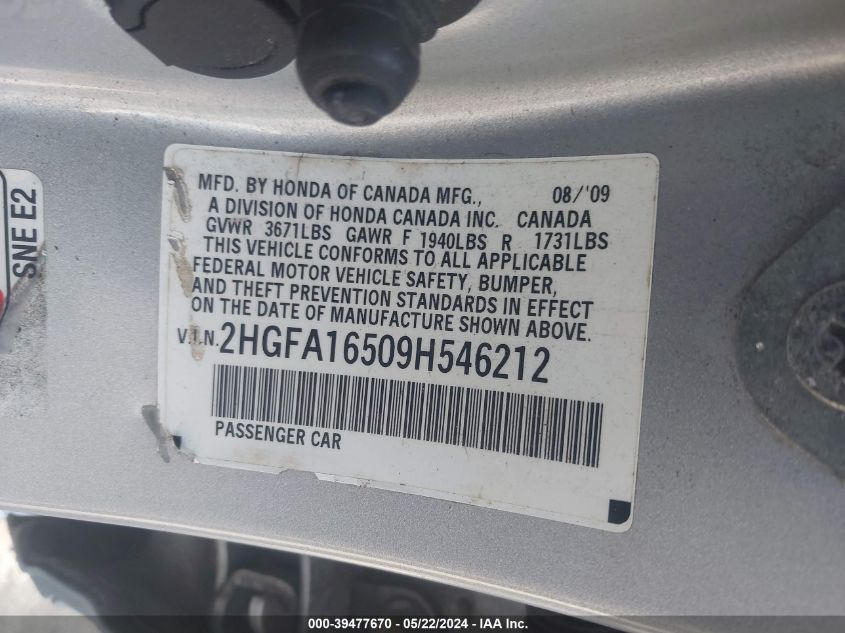 MFD. BY HONDA OF CANADA MFG., 08/'09
A DIVISION OF HONDA CANADA INC. CANADA
GVWR 3671LBS GAWR F 1940LBS R 1731LBS
THIS VEHICLE CONFORMS TO ALL APPLICABLE
FEDERAL MOTOR VEHICLE SAFETY, BUMPER,
AND THEFT PREVENTION STANDARDS IN EFFECT
ON THE DATE OF MANUFACTURE SHOWN ABOVE.
V.I.N. 2HGFA16509H546212
PASSENGER CAR
SNE E2
000-39477670 - 05/22/2024 - IAA Inc.